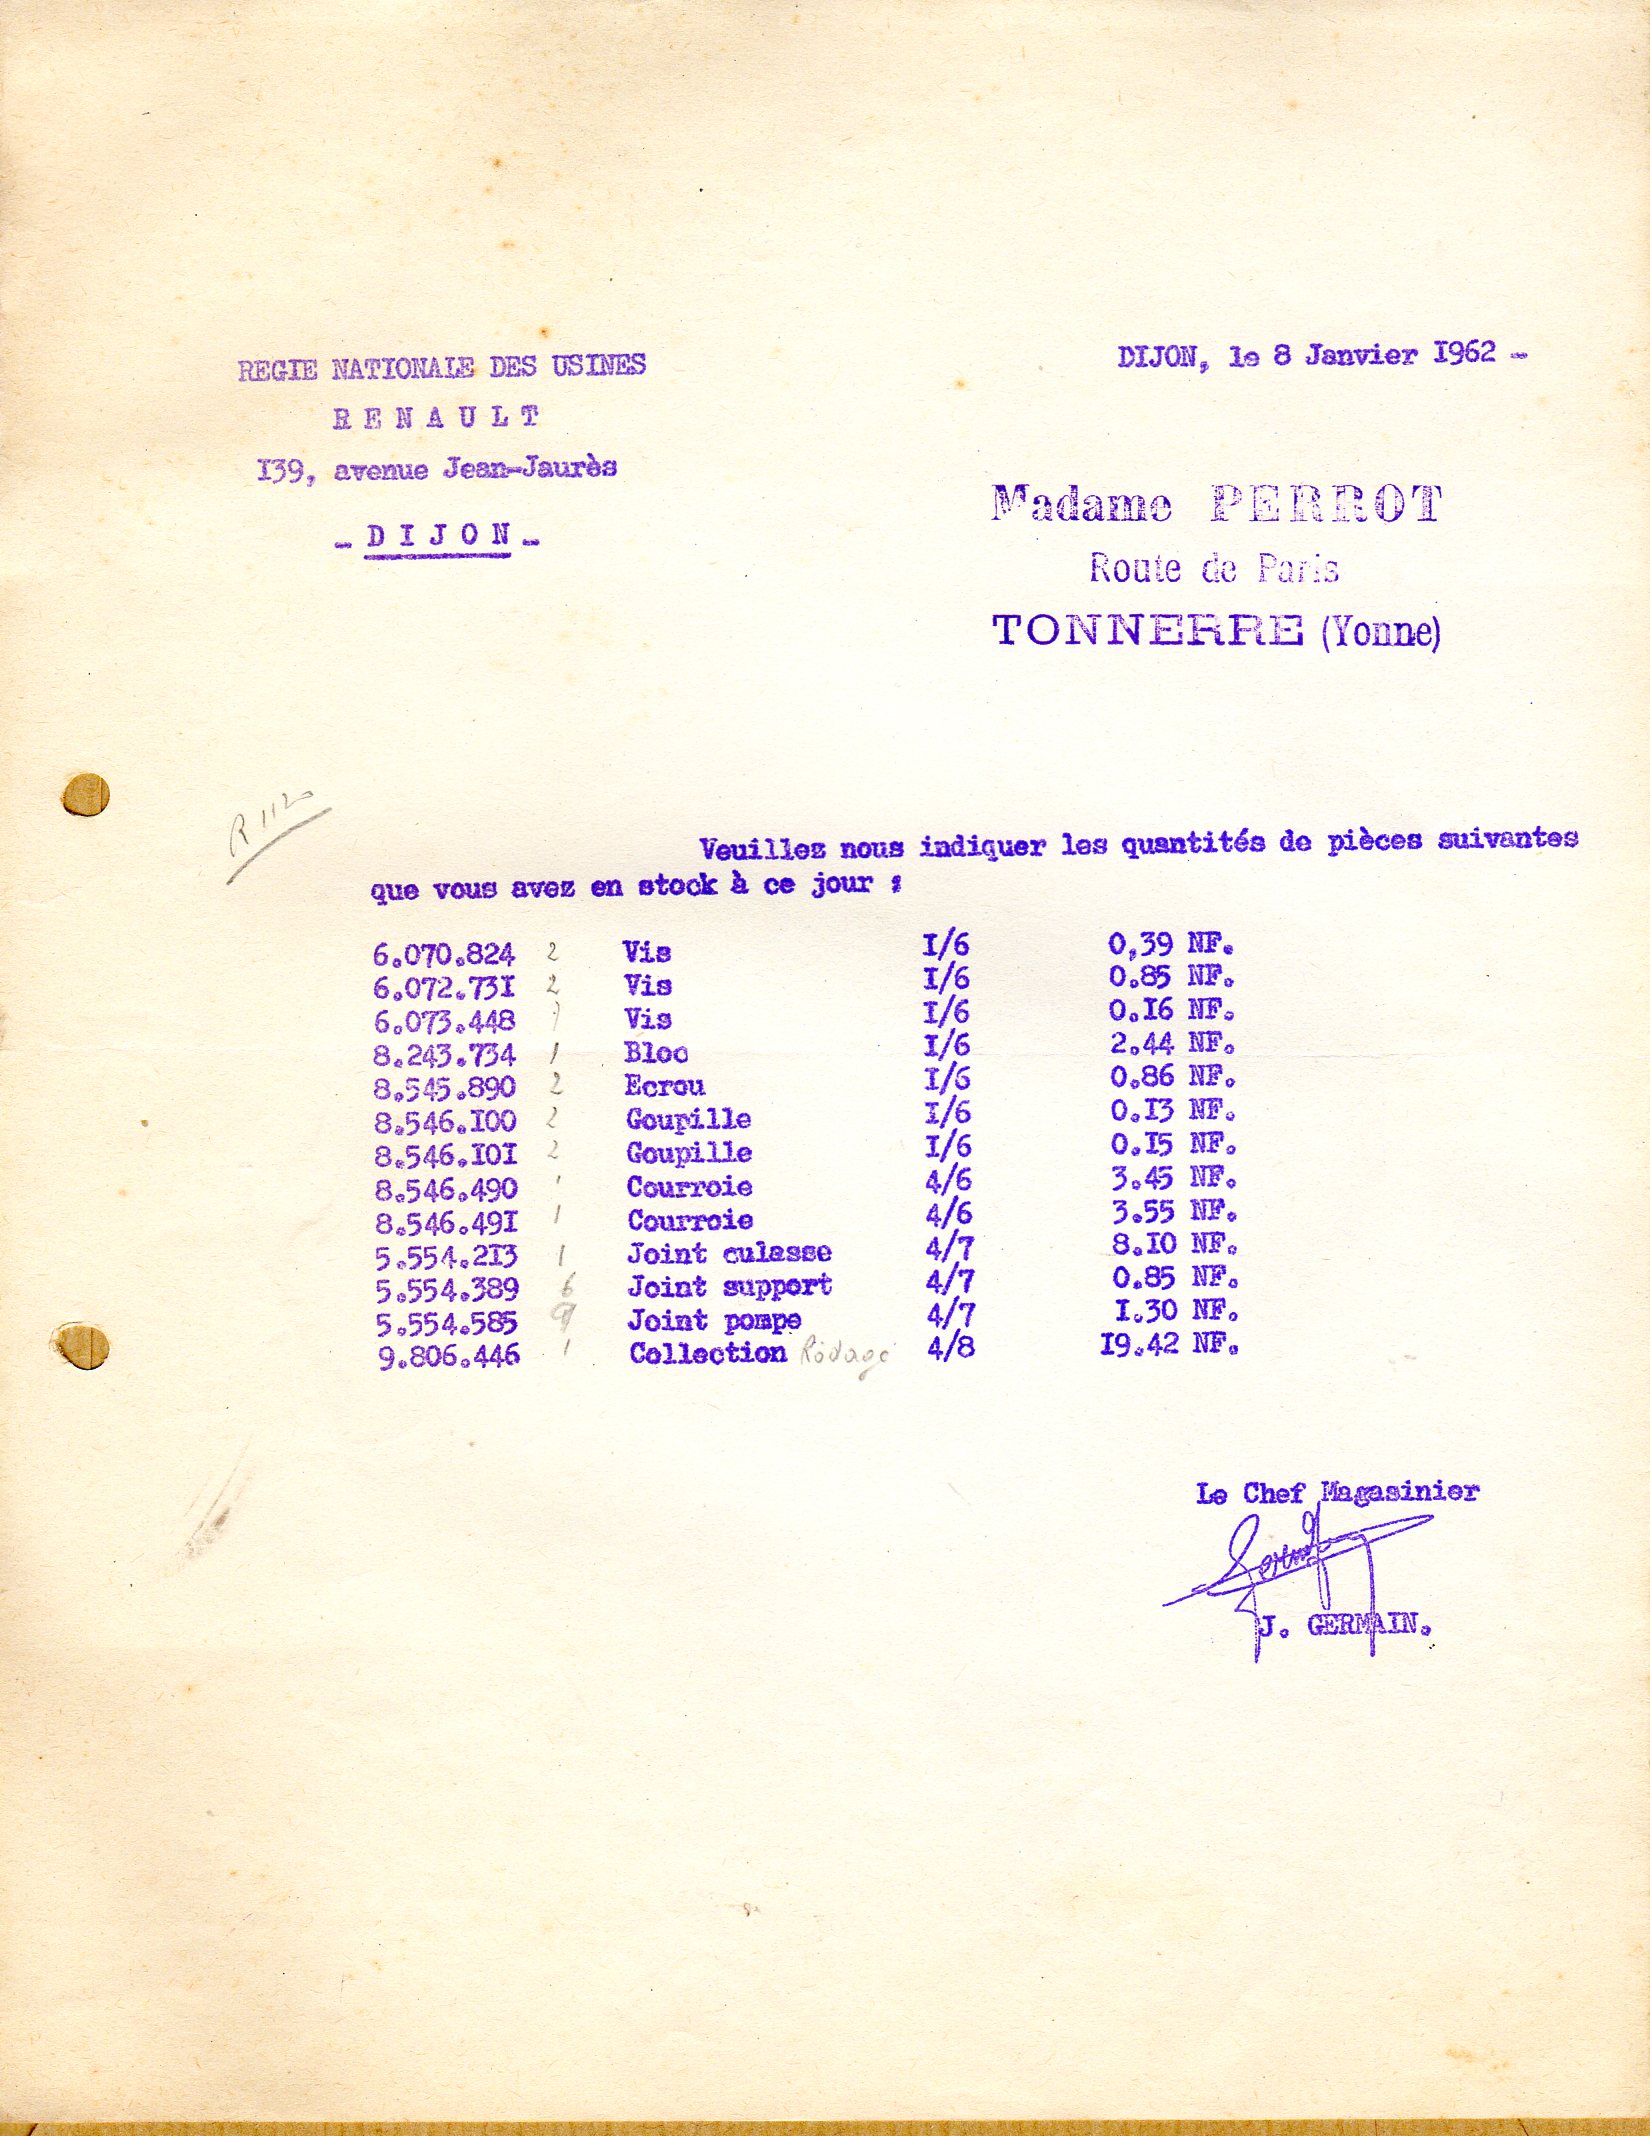 REGIE NATIONALE DES USINES
R E N A U L T
I39, avenue Jean-Jaurès
- D I J O N -
DIJON, le 8 Janvier I962 -
Madame PERROT
Route de Paris
TONNERRE (Yonne)
R 1120
Veuillez nous indiquer les quantités de pièces suivantes
que vous avez en stock à ce jour :
6.070.824 2 Vis I/6 0,39 NF.
6.072.73I 2 Vis I/6 0.85 NF.
6.073.448 Vis I/6 0.I6 NF.
8.243.734 1 Bloc I/6 2.44 NF.
8.545.890 2 Ecrou I/6 0.86 NF.
8.546.I00 2 Goupille I/6 0.I3 NF.
8.546.I0I 2 Goupille I/6 0.I5 NF.
8.546.490 1 Courroie 4/6 3.45 NF.
8.546.49I 1 Courroie 4/6 3.55 NF.
5.554.2I3 1 Joint culasse 4/7 8.I0 NF.
5.554.389 6 Joint support 4/7 0.85 NF.
5.554.585 Joint pompe 4/7 I.30 NF.
9.806.446 1 Collection Rodage 4/8 I9.42 NF.
Le Chef Magasinier
J. GERMAIN.